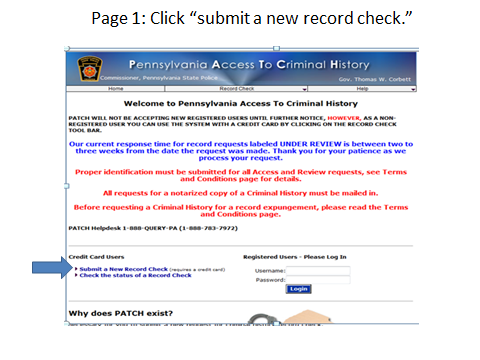 Page 1: Click “submit a new record check.”
Pennsylvania Access To Criminal History
Commissioner, Pennsylvania State Police
Gov. Thomas W. Corbett
Home Record Check Help
Welcome to Pennsylvania Access To Criminal History
PATCH WILL NOT BE ACCEPTING NEW REGISTERED USERS UNTIL FURTHER NOTICE, HOWEVER, AS A NON-
REGISTERED USER YOU CAN USE THE SYSTEM WITH A CREDIT CARD BY CLICKING ON THE RECORD CHECK
TOOL BAR.
Our current response time for record requests labeled UNDER REVIEW is between two to
three weeks from the date the request was made. Thank you for your patience as we
process your request.
Proper identification must be submitted for all Access and Review requests, see Terms
and Conditions page for details.
All requests for a notarized copy of a Criminal History must be mailed in.
Before requesting a Criminal History for a record expungement, please read the Terms
and Conditions page.
PATCH Helpdesk 1-888-QUERY-PA (1-888-783-7972)
Credit Card Users
Submit a New Record Check (requires a credit card)
Check the status of a Record Check
Registered Users - Please Log In
Username:
Password:
Login
Why does PATCH exist?